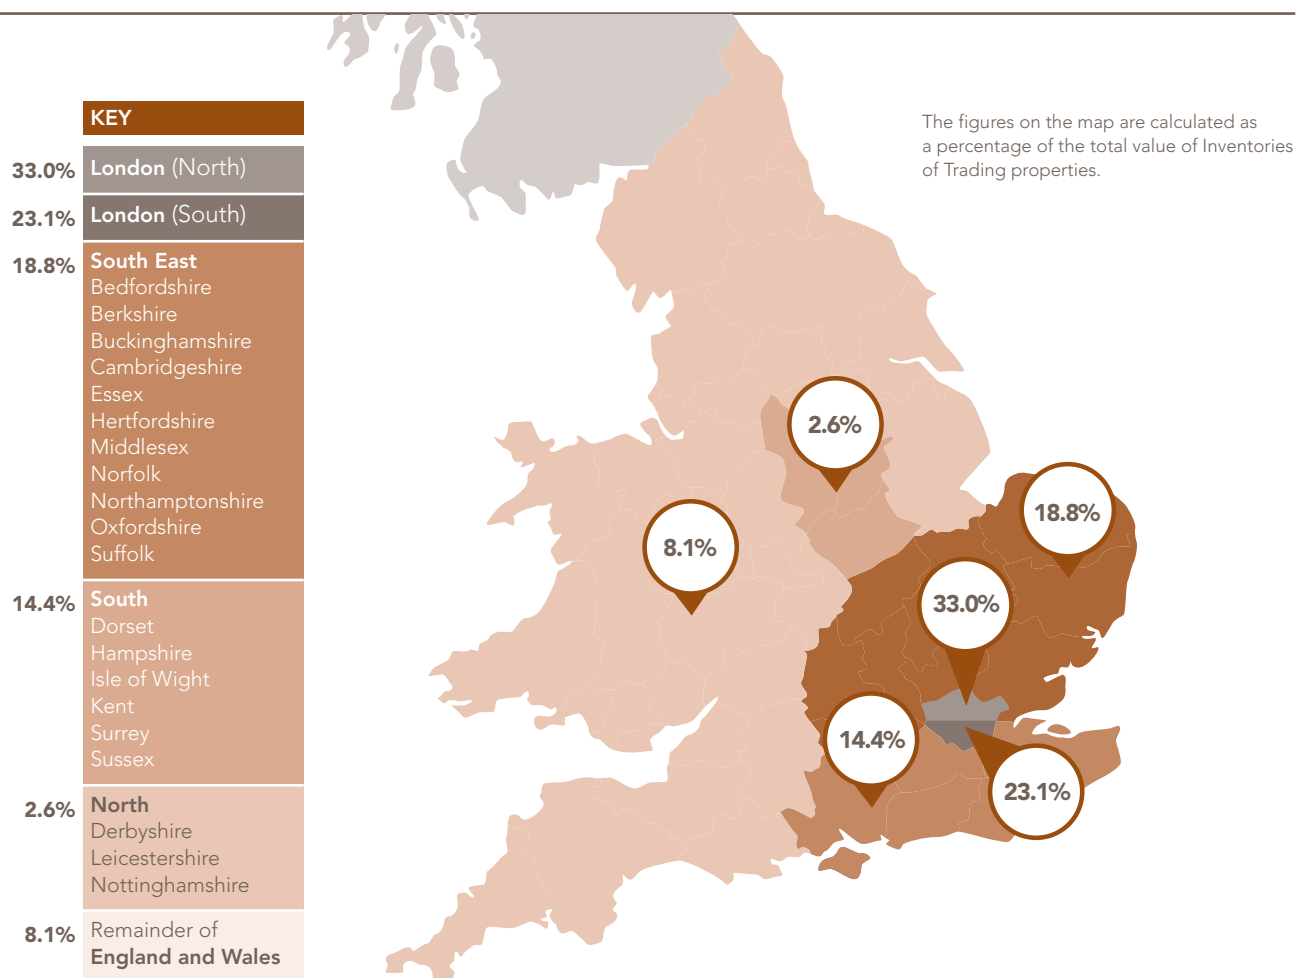 KEY
33.0% London (North)
23.1% London (South)
18.8% South East
Bedfordshire
Berkshire
Buckinghamshire
Cambridgeshire
Essex
Hertfordshire
Middlesex
Norfolk
Northamptonshire
Oxfordshire
Suffolk
14.4% South
Dorset
Hampshire
Isle of Wight
Kent
Surrey
Sussex
2.6% North
Derbyshire
Leicestershire
Nottinghamshire
8.1% Remainder of
England and Wales
The figures on the map are calculated as
a percentage of the total value of Inventories
of Trading properties.
2.6%
18.8%
8.1%
33.0%
14.4%
23.1%